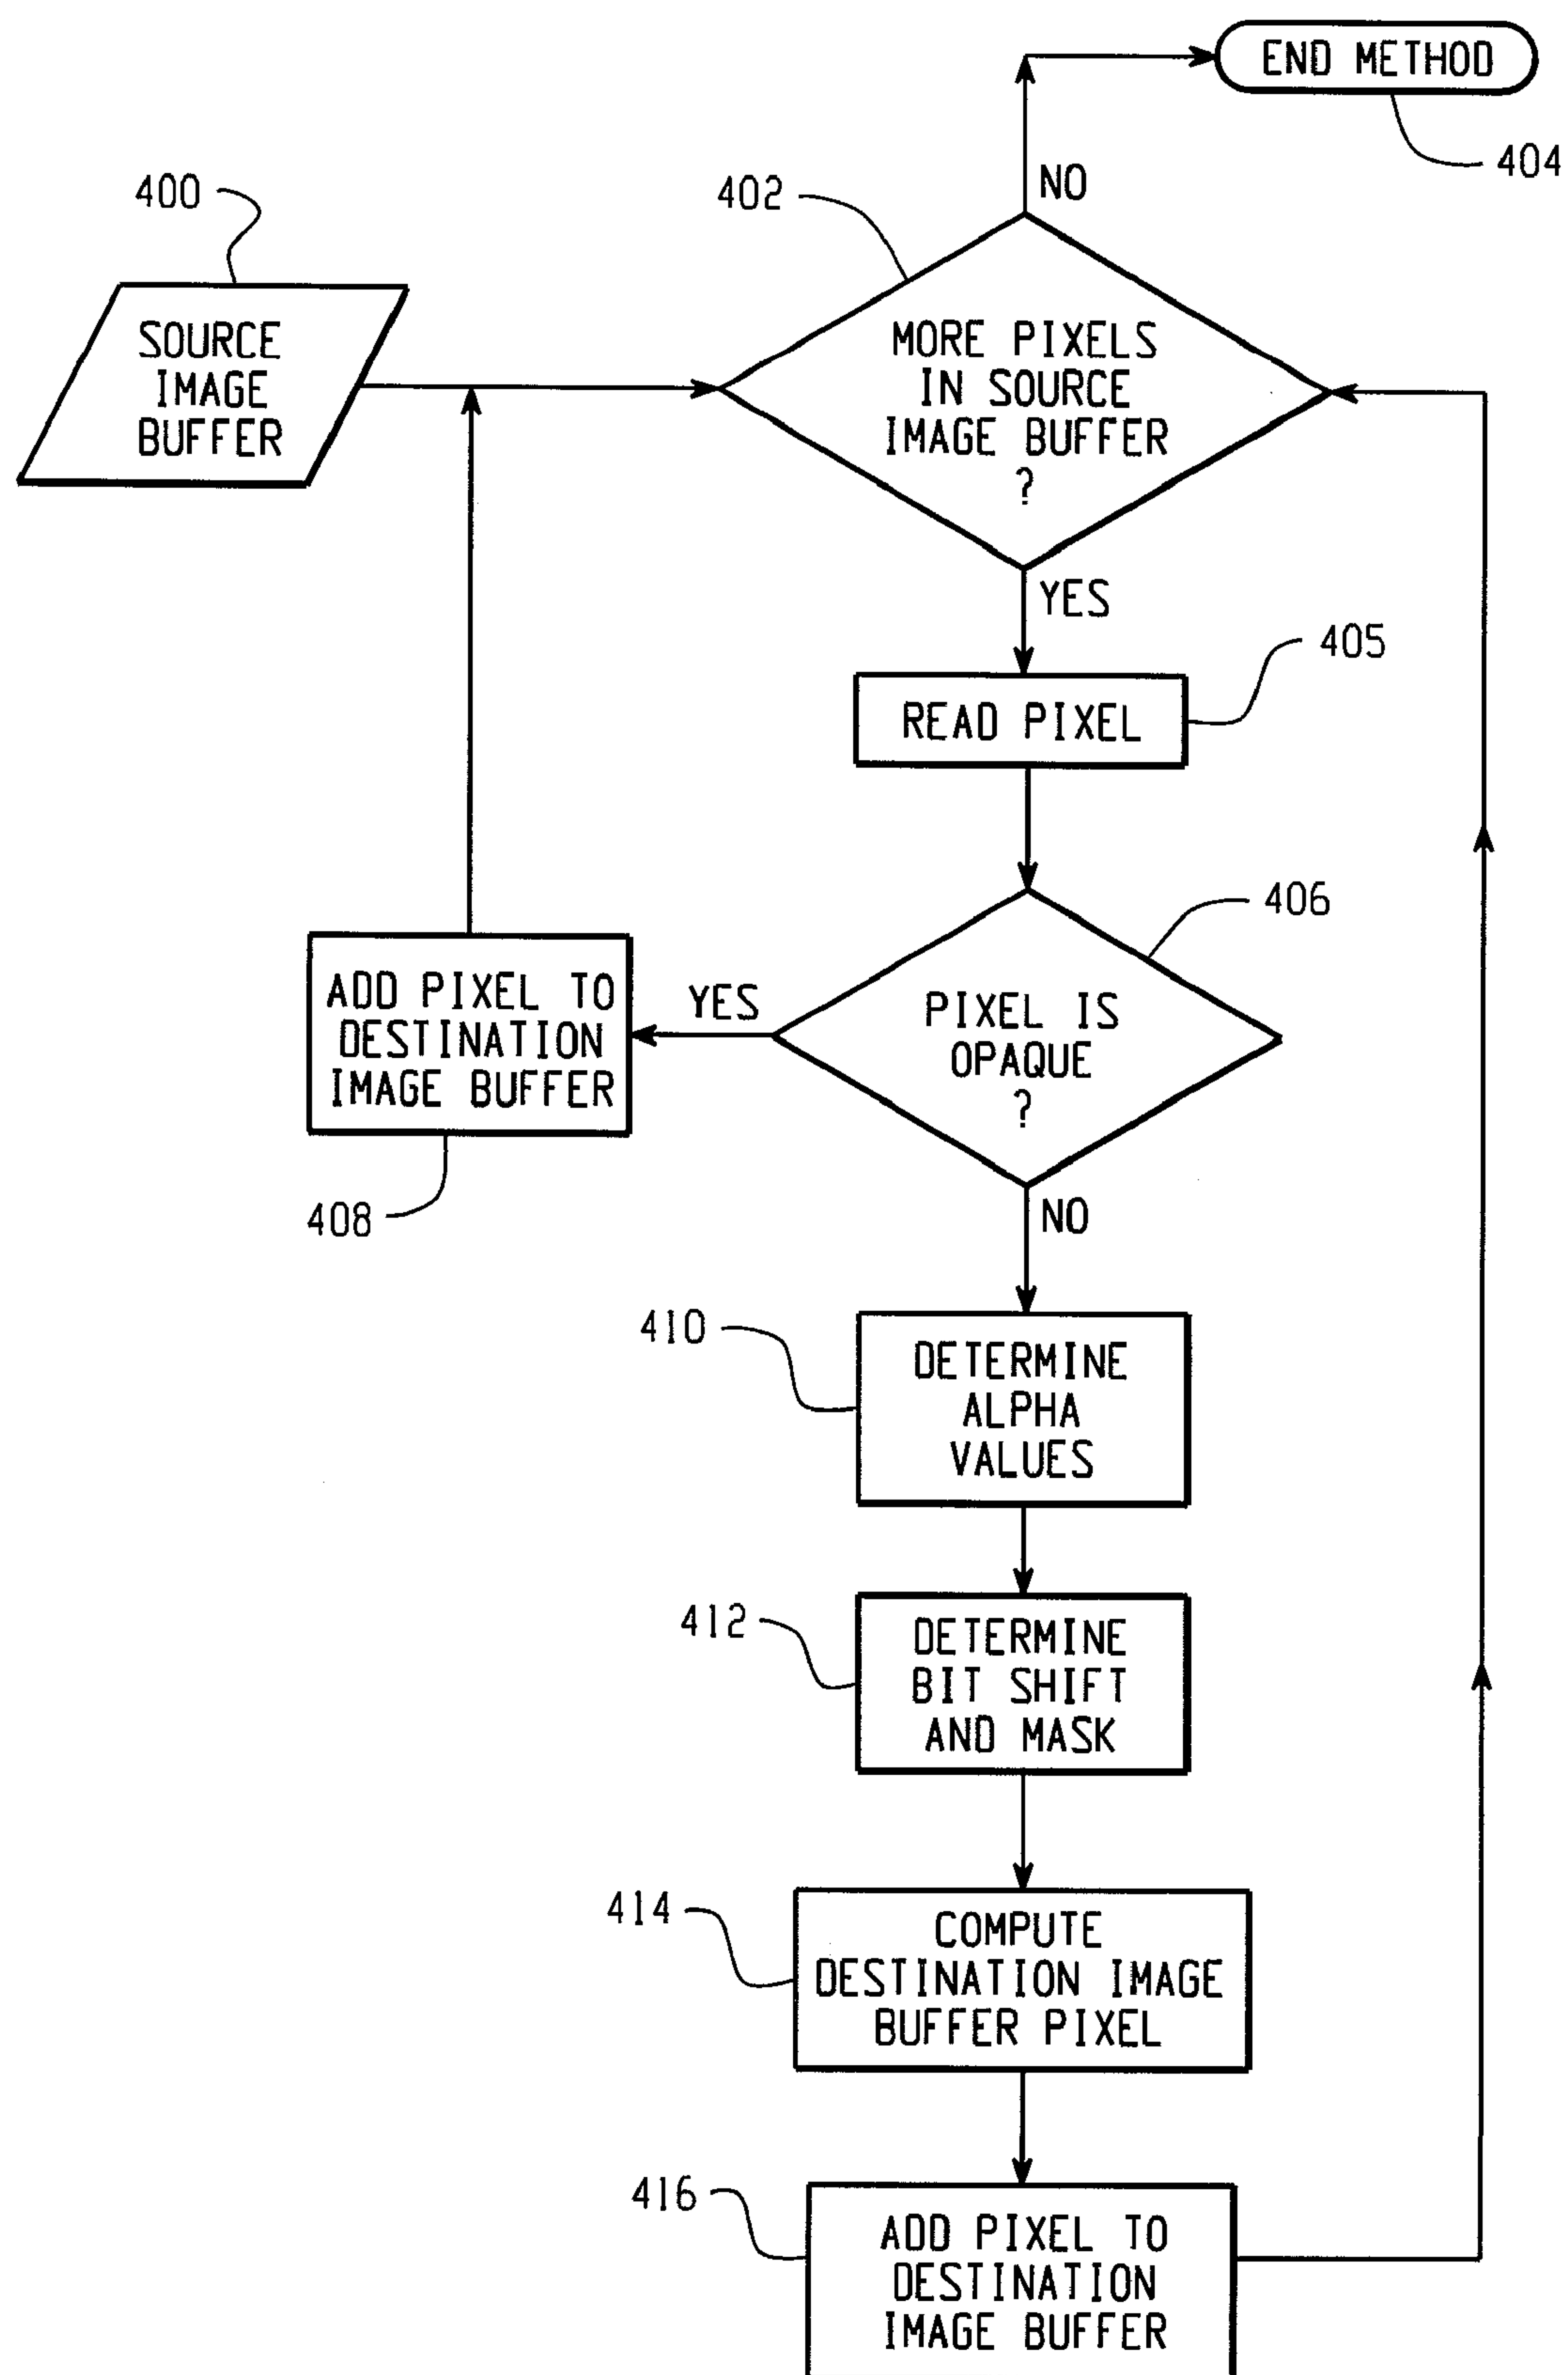 END METHOD
404
NO
402
400
SOURCE
IMAGE
BUFFER
MORE PIXELS
IN SOURCE
IMAGE BUFFER
?
YES
405
READ PIXEL
406
PIXEL IS
OPAQUE
?
YES
ADD PIXEL TO
DESTINATION
IMAGE BUFFER
408
NO
410
DETERMINE
ALPHA
VALUES
412
DETERMINE
BIT SHIFT
AND MASK
414
COMPUTE
DESTINATION IMAGE
BUFFER PIXEL
416
ADD PIXEL TO
DESTINATION
IMAGE BUFFER